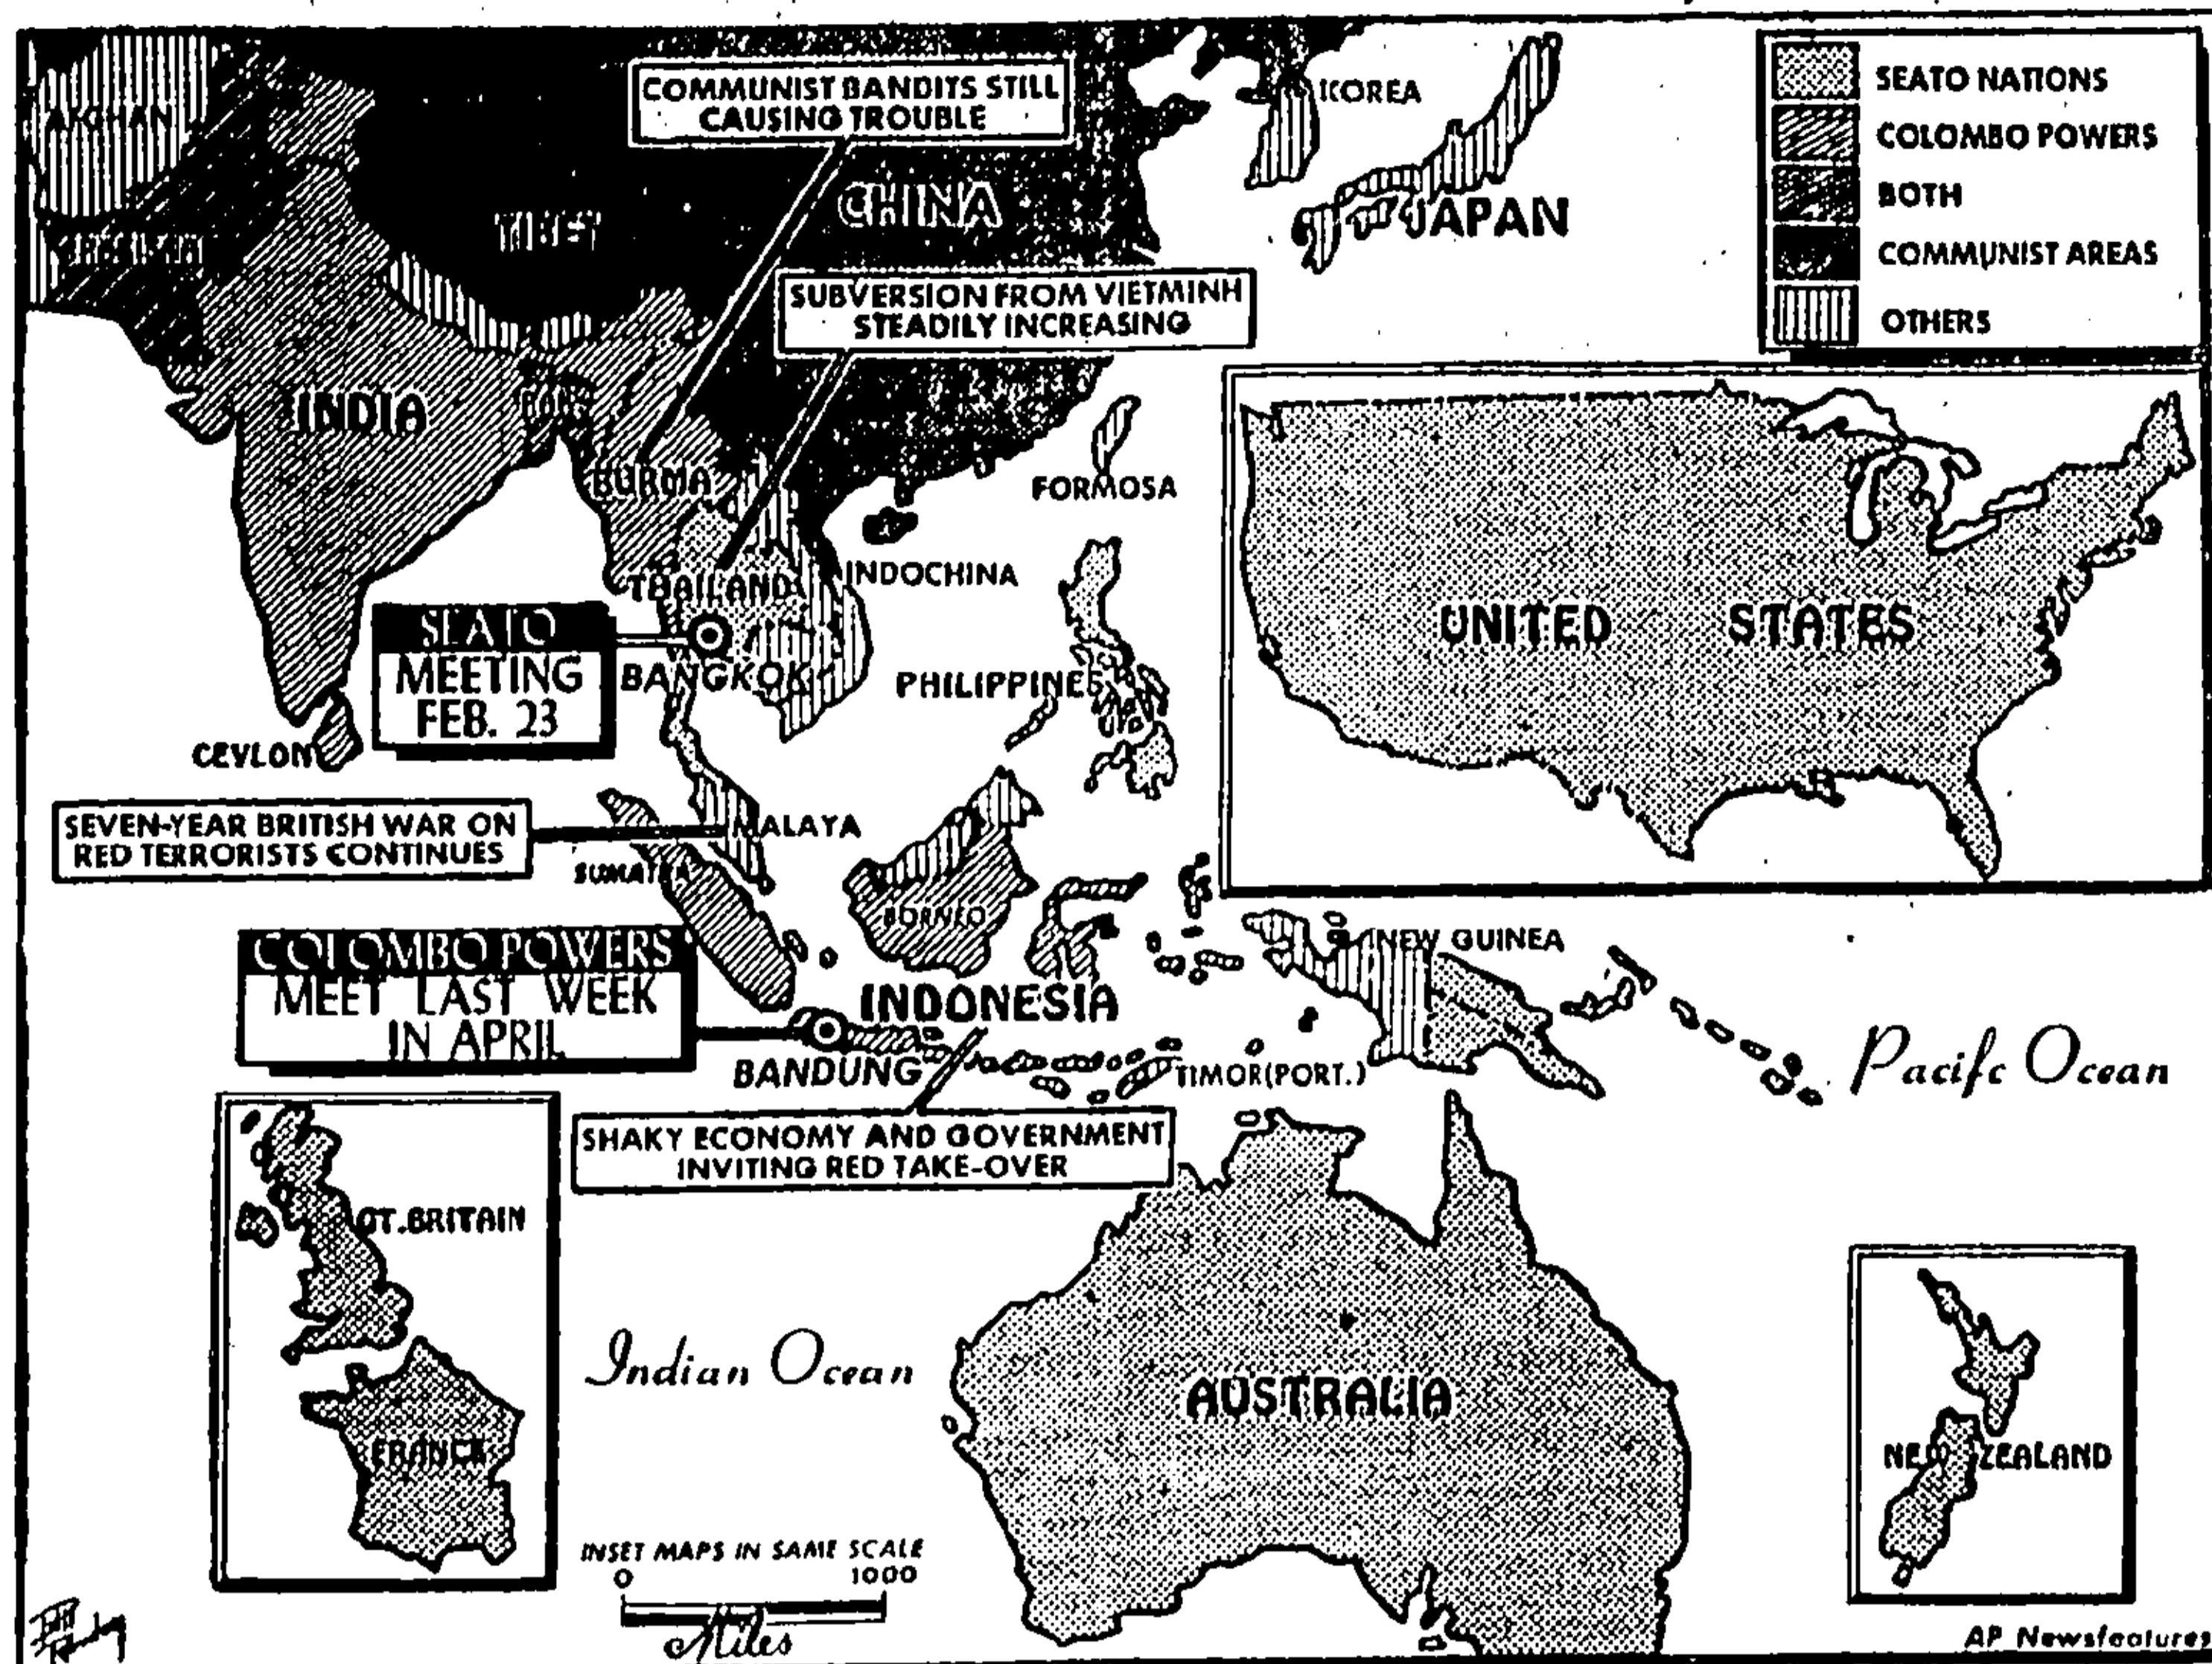 COMMUNIST BANDITS STILL
CAUSING TROUBLE
KOREA
SEATO NATIONS
COLOMBO POWERS
BOTH
COMMUNIST AREAS
OTHERS
AFGHAN
TIBET
CHINA
JAPAN
SUBVERSION FROM VIETMINH
STEADILY INCREASING
INDIA
BURMA
FORMOSA
THAILAND
INDOCHINA
UNITED STATES
SEATO
MEETING
FEB. 23
BANGKOK
PHILIPPINES
CEYLON
SEVEN-YEAR BRITISH WAR ON
RED TERRORISTS CONTINUES
MALAYA
SUMATRA
BORNEO
COLOMBO POWERS
MEET LAST WEEK
IN APRIL
INDONESIA
NEW GUINEA
BANDUNG
TIMOR (PORT.)
Pacifc Ocean
SHAKY ECONOMY AND GOVERNMENT
INVITING RED TAKE-OVER
GT. BRITAIN
FRANCE
Indian Ocean
AUSTRALIA
NEW ZEALAND
INSET MAPS IN SAME SCALE
0 1000
Miles
AP Newsfeatures